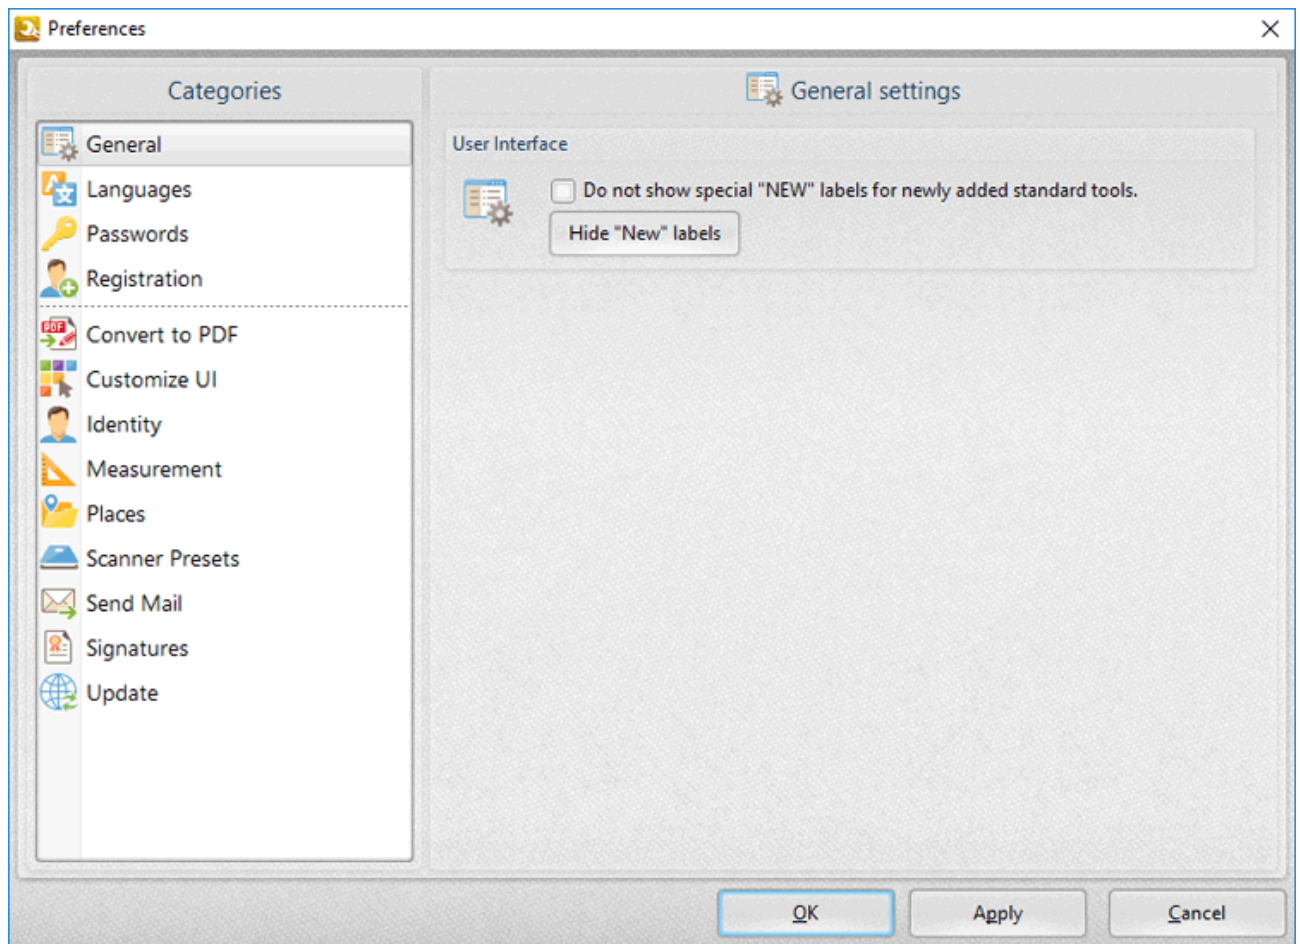 Preferences
Categories
General
Languages
Passwords
Registration
PDF
Convert to PDF
Customize UI
Identity
Measurement
Places
Scanner Presets
Send Mail
Signatures
Update
General settings
User Interface
Do not show special "NEW" labels for newly added standard tools.
Hide "New" labels
OK
Apply
Cancel